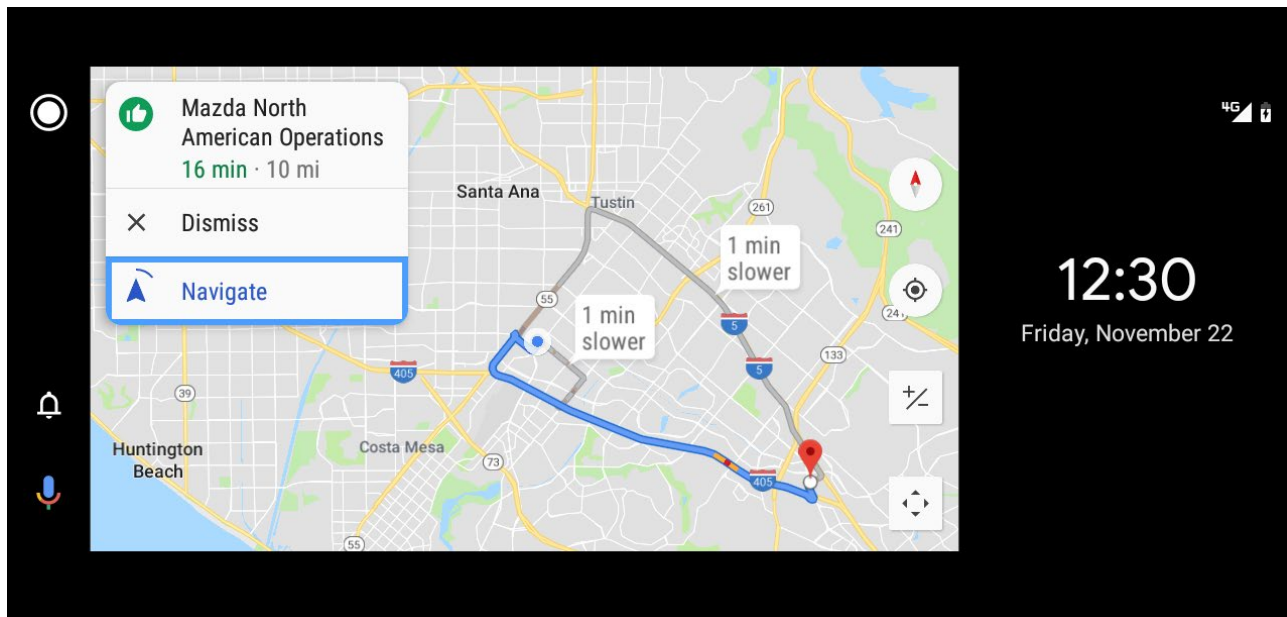 Mazda North
American Operations
16 min · 10 mi
Dismiss
Navigate
Santa Ana
Tustin
261
241
1 min
slower
55
1 min
slower
5
241
133
5
405
39
Costa Mesa
Huntington
Beach
73
405
55
+/−
4G
12:30
Friday, November 22